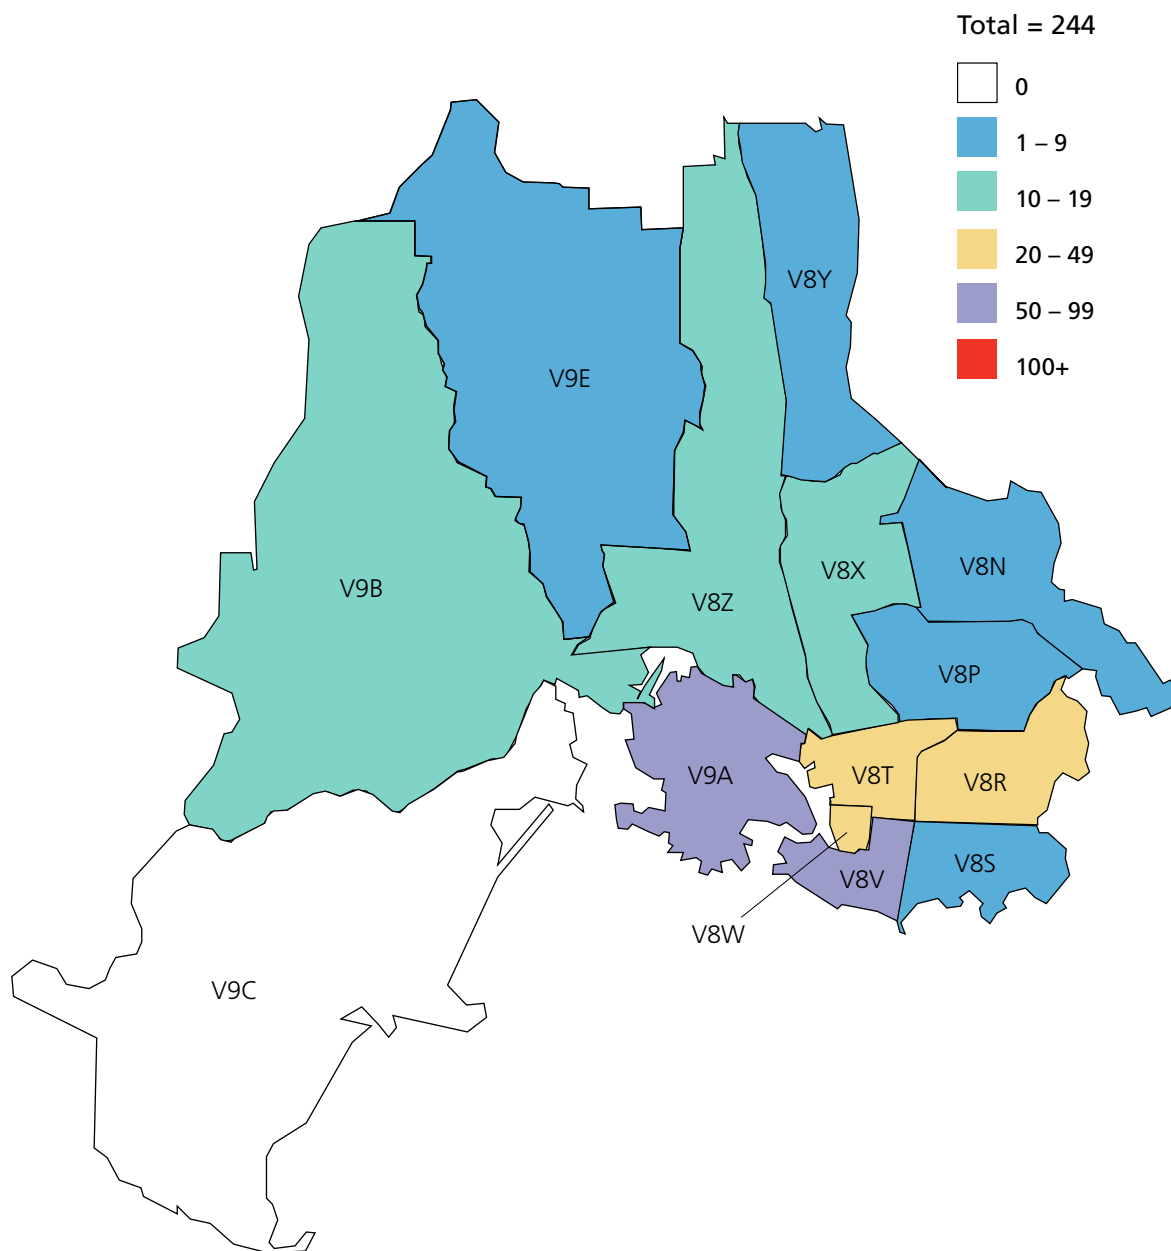 Total = 244
0
1 – 9
10 – 19
20 – 49
50 – 99
100+
V8Y
V9E
V8X
V8N
V9B
V8Z
V8P
V9A
V8T
V8R
V8S
V8V
V8W
V9C